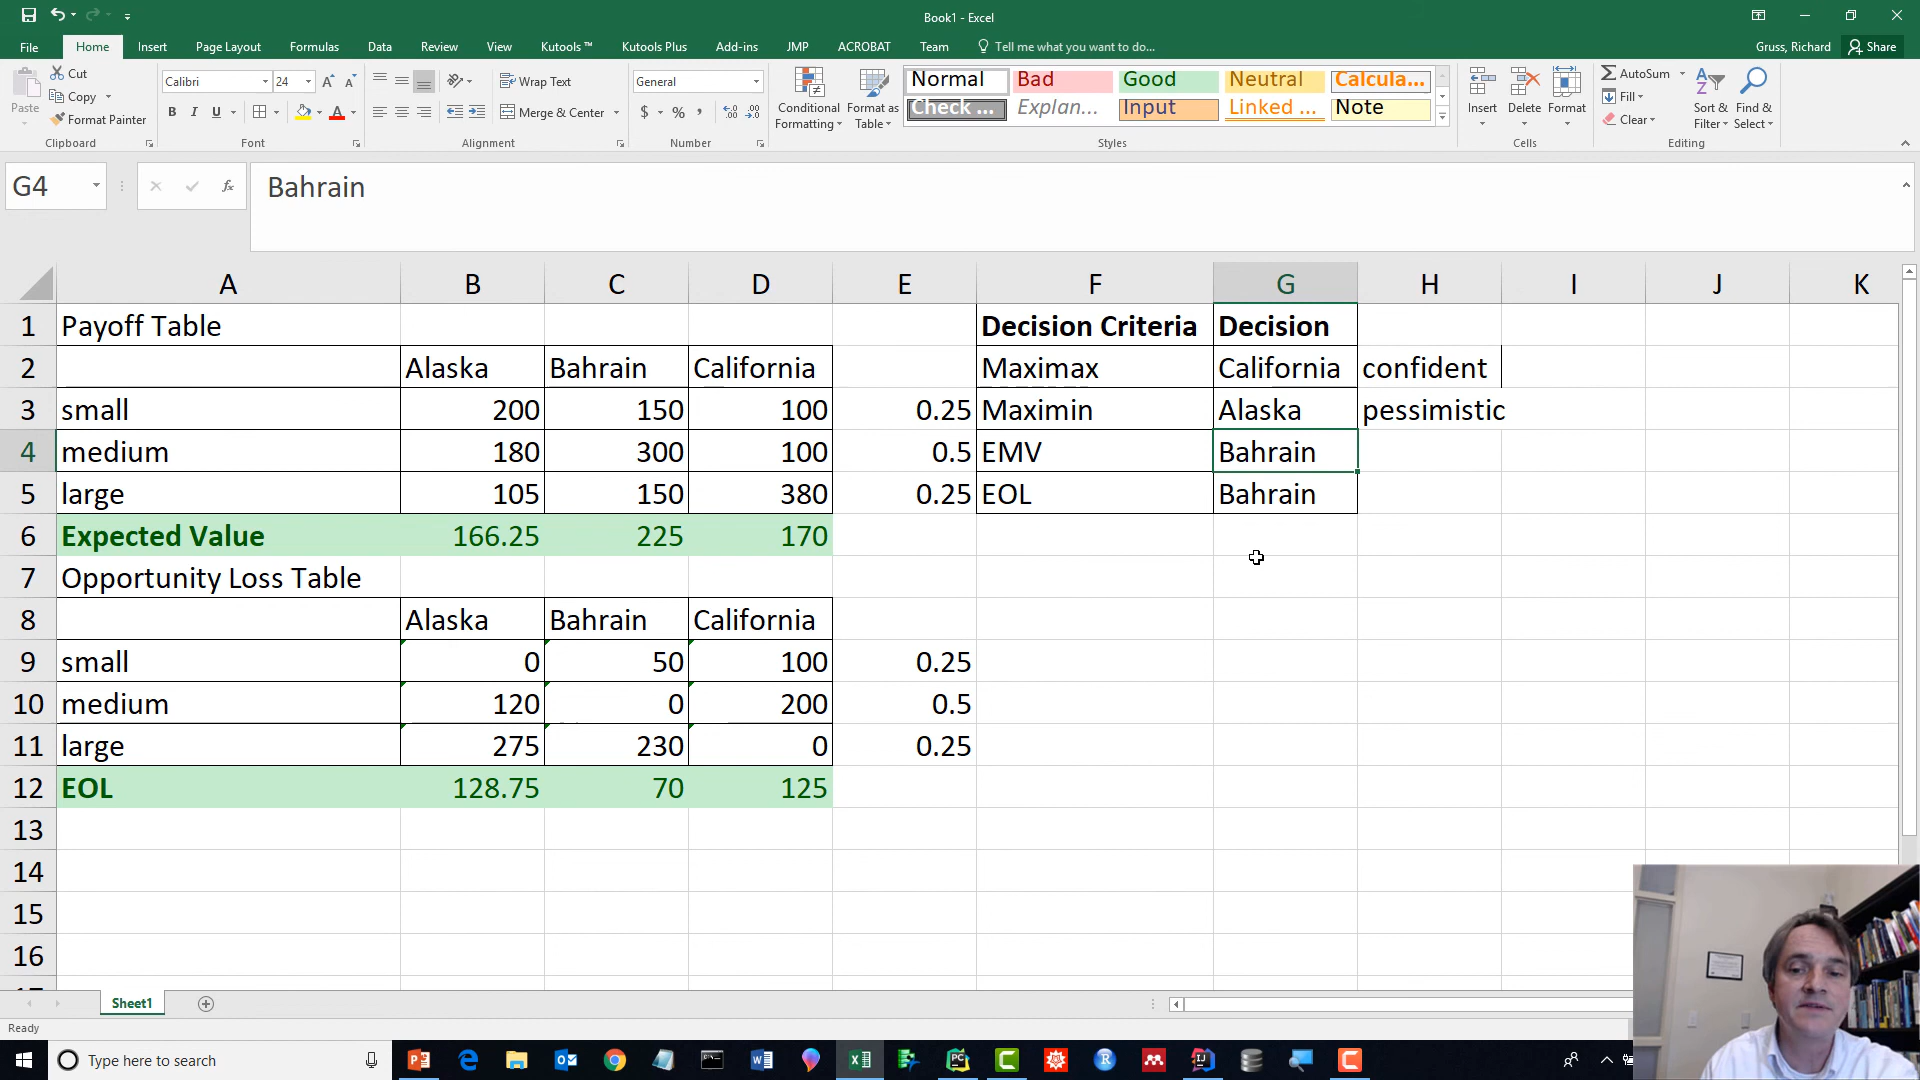 Book1 - Excel
File Home Insert Page Layout Formulas Data Review View Kutools ™ Kutools Plus Add-ins JMP ACROBAT Team Tell me what you want to do... Gruss, Richard Share
Paste
Cut
Copy
Format Painter
Clipboard
Calibri 24
B I U
Font
Wrap Text
Merge & Center
Alignment
General
$ % ,
Number
Conditional Formatting
Format as Table
Normal Bad Good Neutral Calcula...
Check ... Explan... Input Linked ... Note
Styles
Insert Delete Format
Cells
AutoSum
Fill
Clear
Sort & Filter
Find & Select
Editing
G4 fx Bahrain
A B C D E F G H I J K
1 Payoff Table Decision Criteria Decision
2 Alaska Bahrain California Maximax California confident
3 small 200 150 100 0.25 Maximin Alaska pessimistic
4 medium 180 300 100 0.5 EMV Bahrain
5 large 105 150 380 0.25 EOL Bahrain
6 Expected Value 166.25 225 170
7 Opportunity Loss Table
8 Alaska Bahrain California
9 small 0 50 100 0.25
10 medium 120 0 200 0.5
11 large 275 230 0 0.25
12 EOL 128.75 70 125
13
14
15
16
Sheet1
Ready
Type here to search